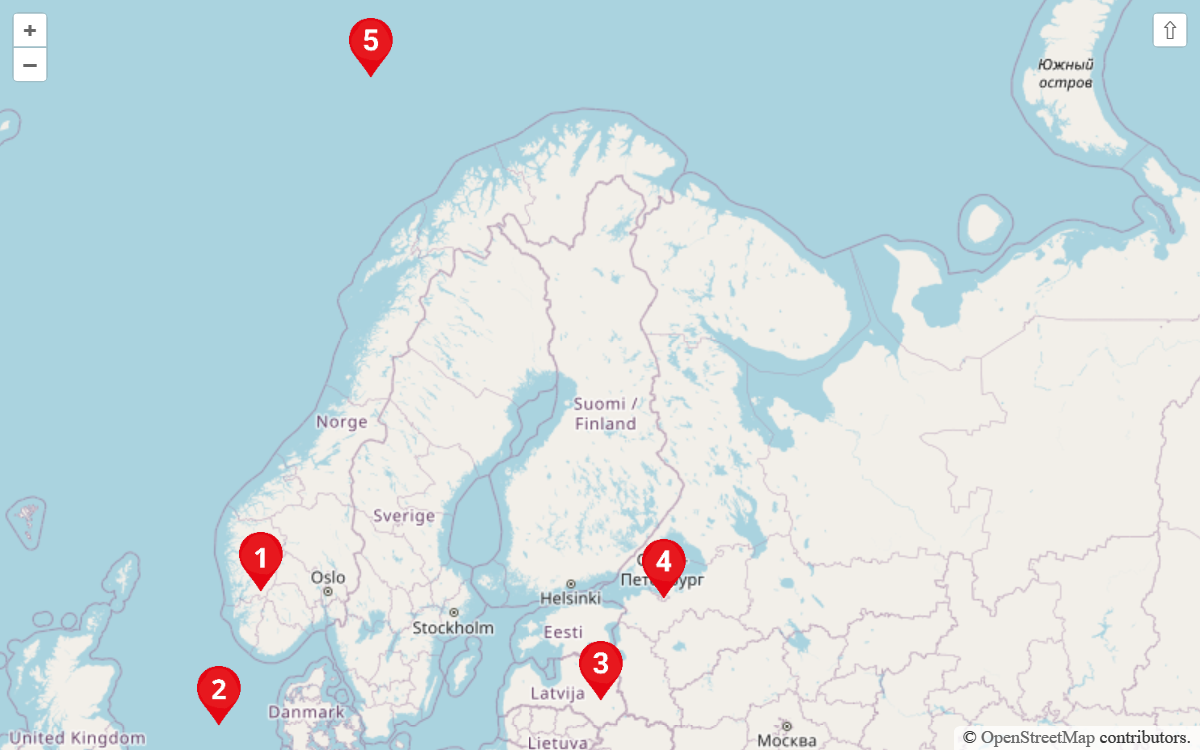 +
−
⇧
5
Южный
остров
Suomi /
Finland
Norge
Sverige
1
4
Oslo
Helsinki
Stockholm
Eesti
3
2
Latvija
Danmark
United Kingdom
Lietuva
Москва
© OpenStreetMap contributors.